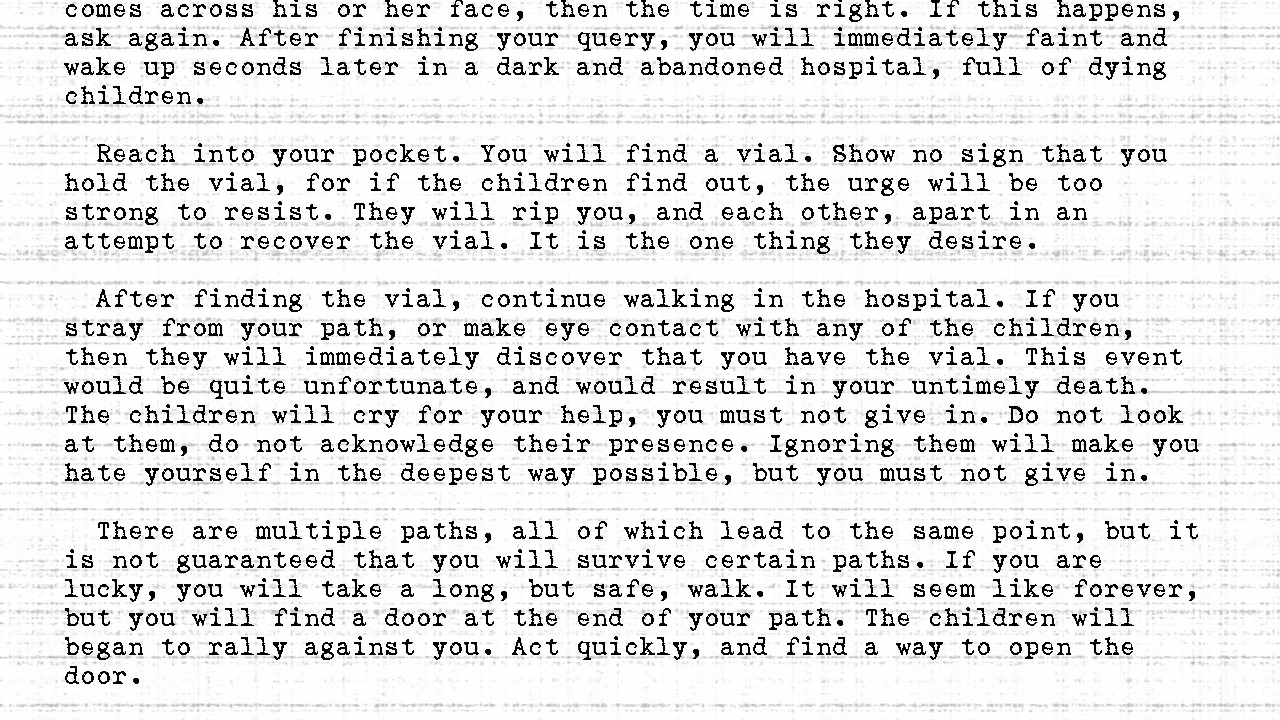 comes across his or her face, then the time is right. If this happens,
ask again. After finishing your query, you will immediately faint and
wake up seconds later in a dark and abandoned hospital, full of dying
children.
Reach into your pocket. You will find a vial. Show no sign that you
hold the vial, for if the children find out, the urge will be too
strong to resist. They will rip you, and each other, apart in an
attempt to recover the vial. It is the one thing they desire.
After finding the vial, continue walking in the hospital. If you
stray from your path, or make eye contact with any of the children,
then they will immediately discover that you have the vial. This event
would be quite unfortunate, and would result in your untimely death.
The children will cry for your help, you must not give in. Do not look
at them, do not acknowledge their presence. Ignoring them will make you
hate yourself in the deepest way possible, but you must not give in.
There are multiple paths, all of which lead to the same point, but it
is not guaranteed that you will survive certain paths. If you are
lucky, you will take a long, but safe, walk. It will seem like forever,
but you will find a door at the end of your path. The children will
began to rally against you. Act quickly, and find a way to open the
door.